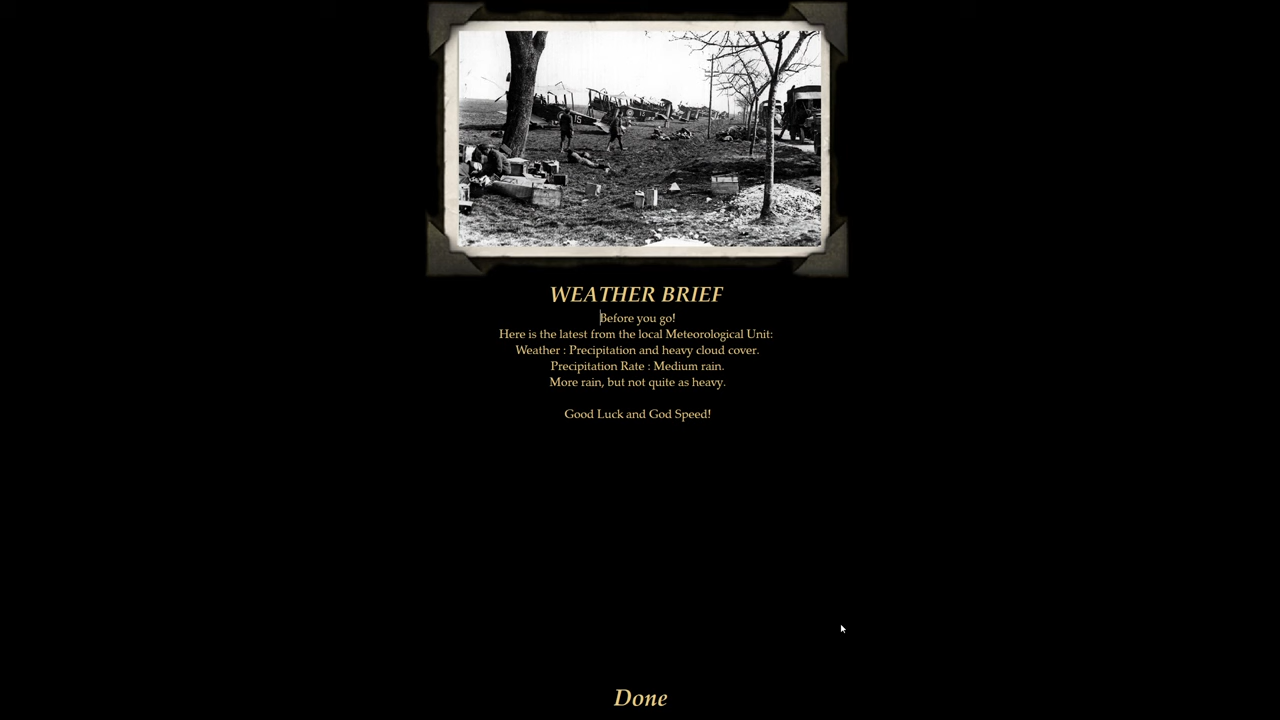 WEATHER BRIEF
Before you go!
Here is the latest from the local Meteorological Unit:
Weather : Precipitation and heavy cloud cover.
Precipitation Rate : Medium rain.
More rain, but not quite as heavy.
Good Luck and God Speed!
Done